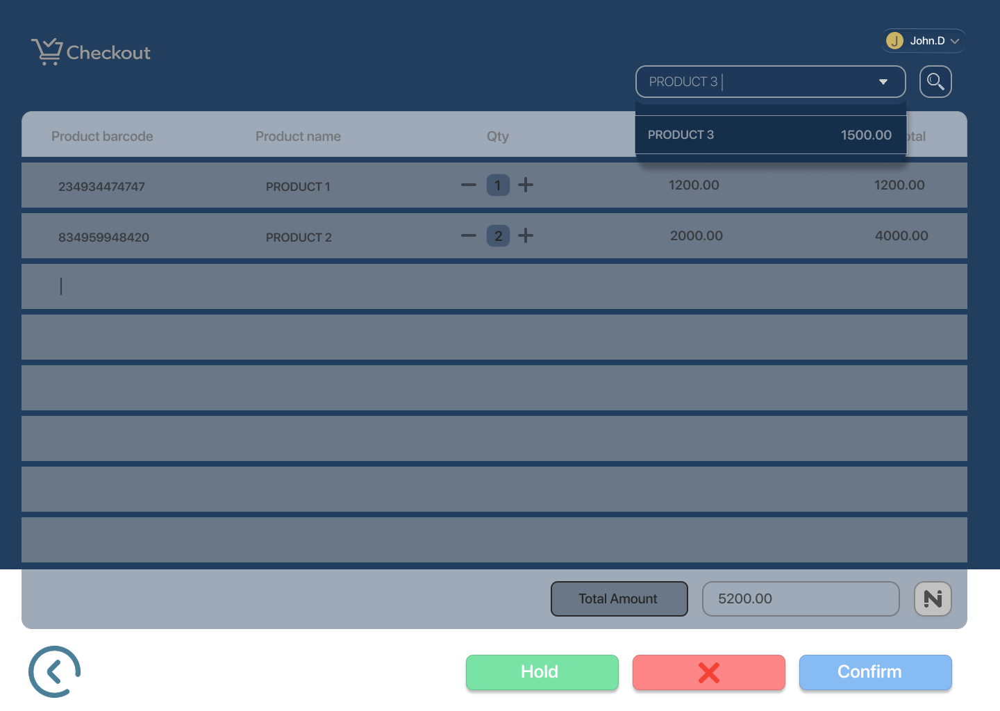 Checkout
J John.D
PRODUCT 3
Product barcode Product name Qty otal
PRODUCT 3 1500.00
234934474747 PRODUCT 1 1 1200.00 1200.00
834959948420 PRODUCT 2 2 2000.00 4000.00
Total Amount 5200.00 N
Hold Confirm